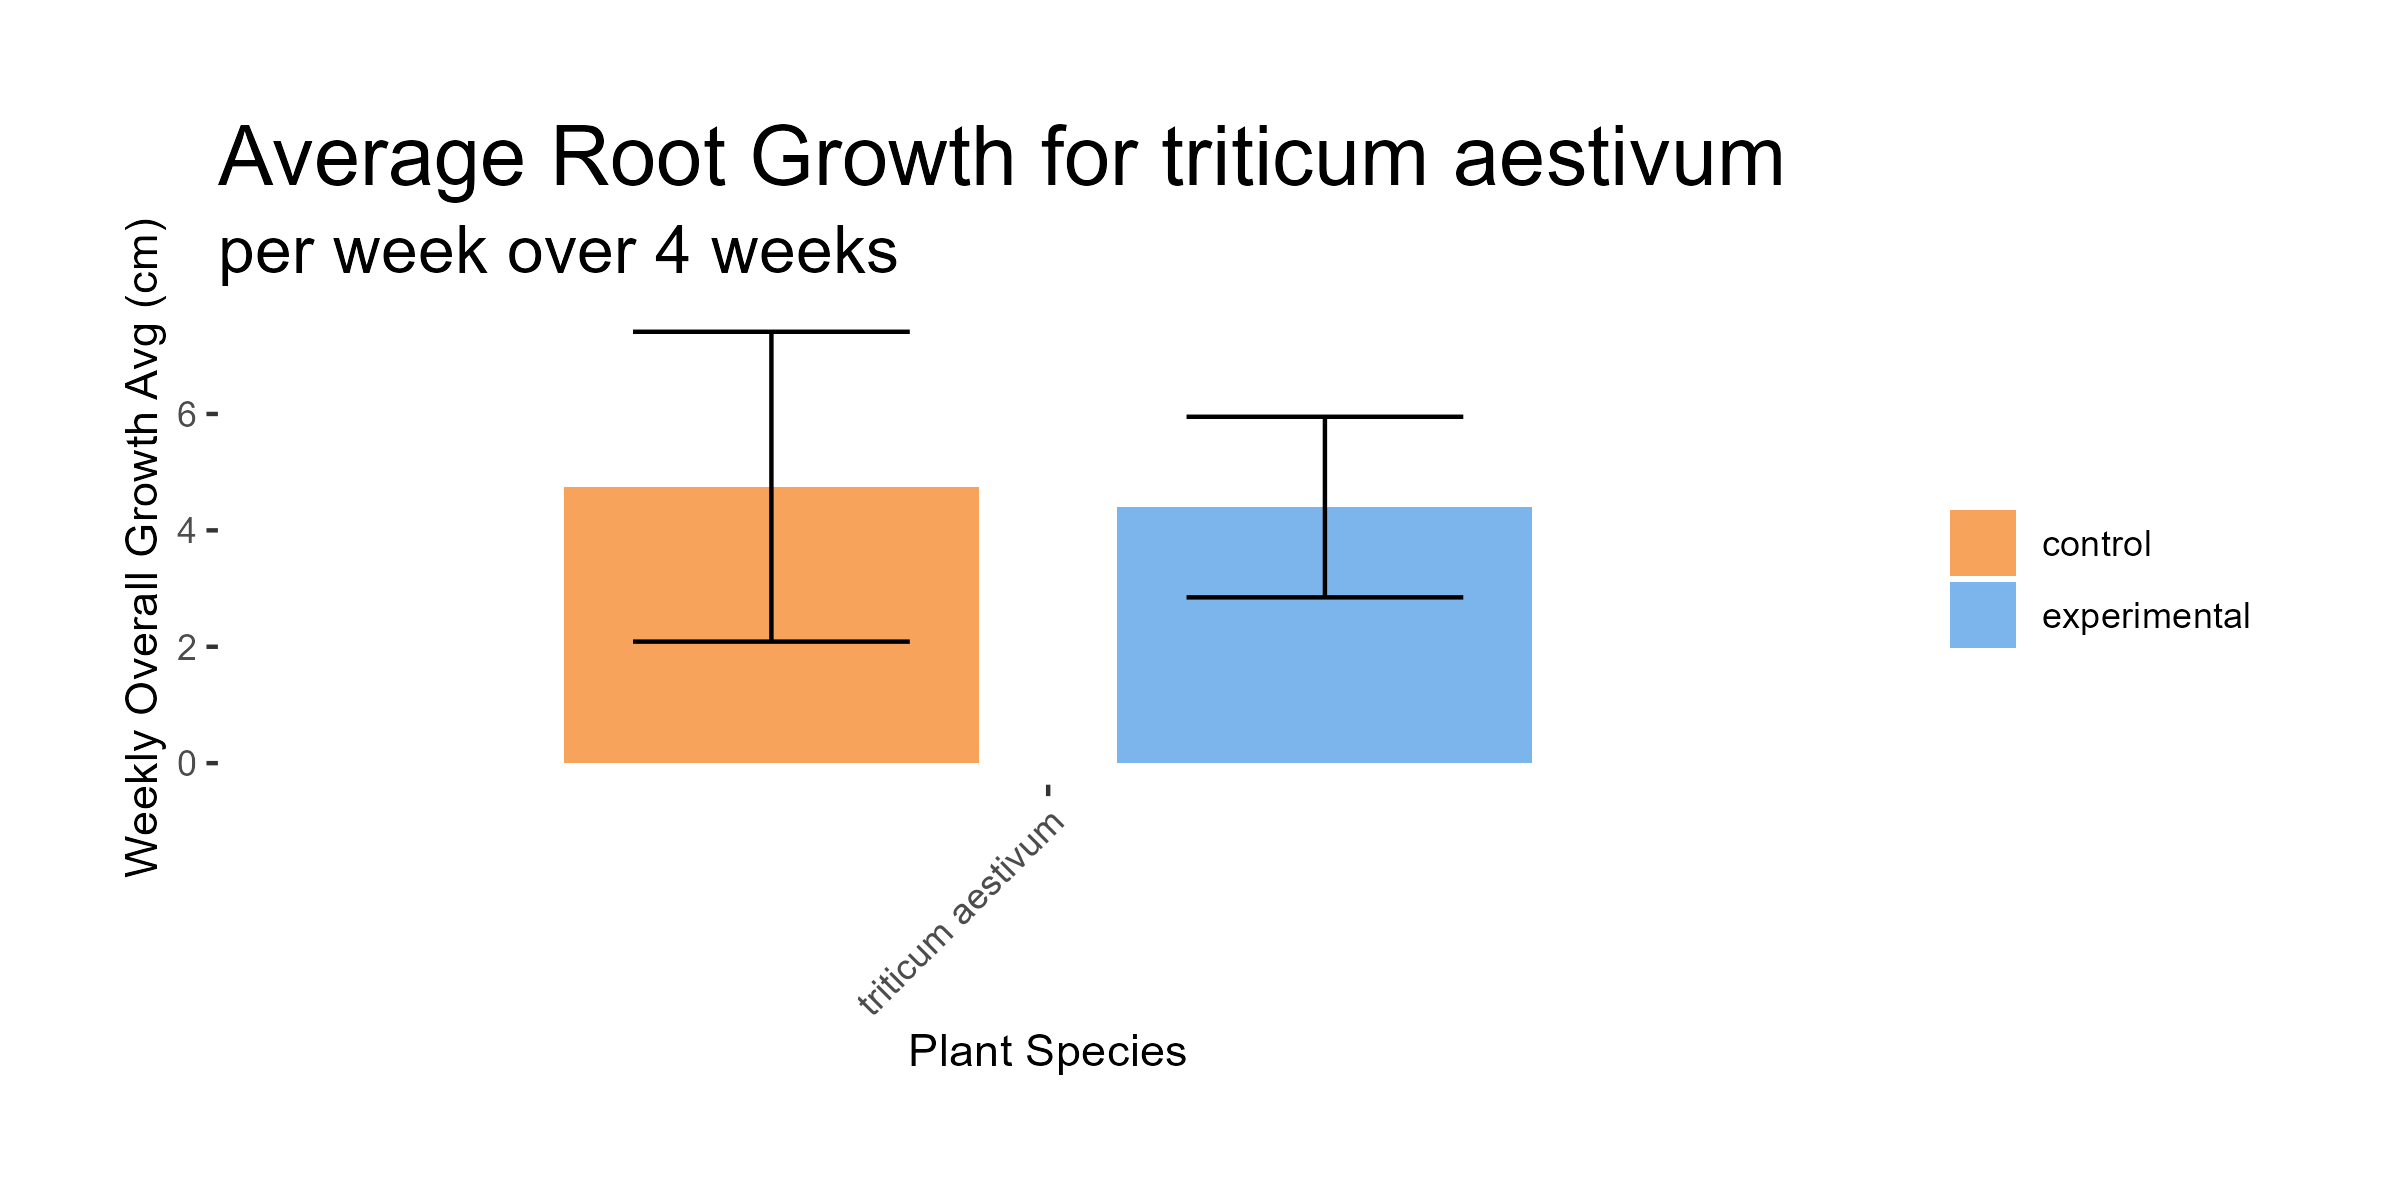 Average Root Growth for triticum aestivum
per week over 4 weeks
Weekly Overall Growth Avg (cm)
6
4
2
0
triticum aestivum
Plant Species
control
experimental